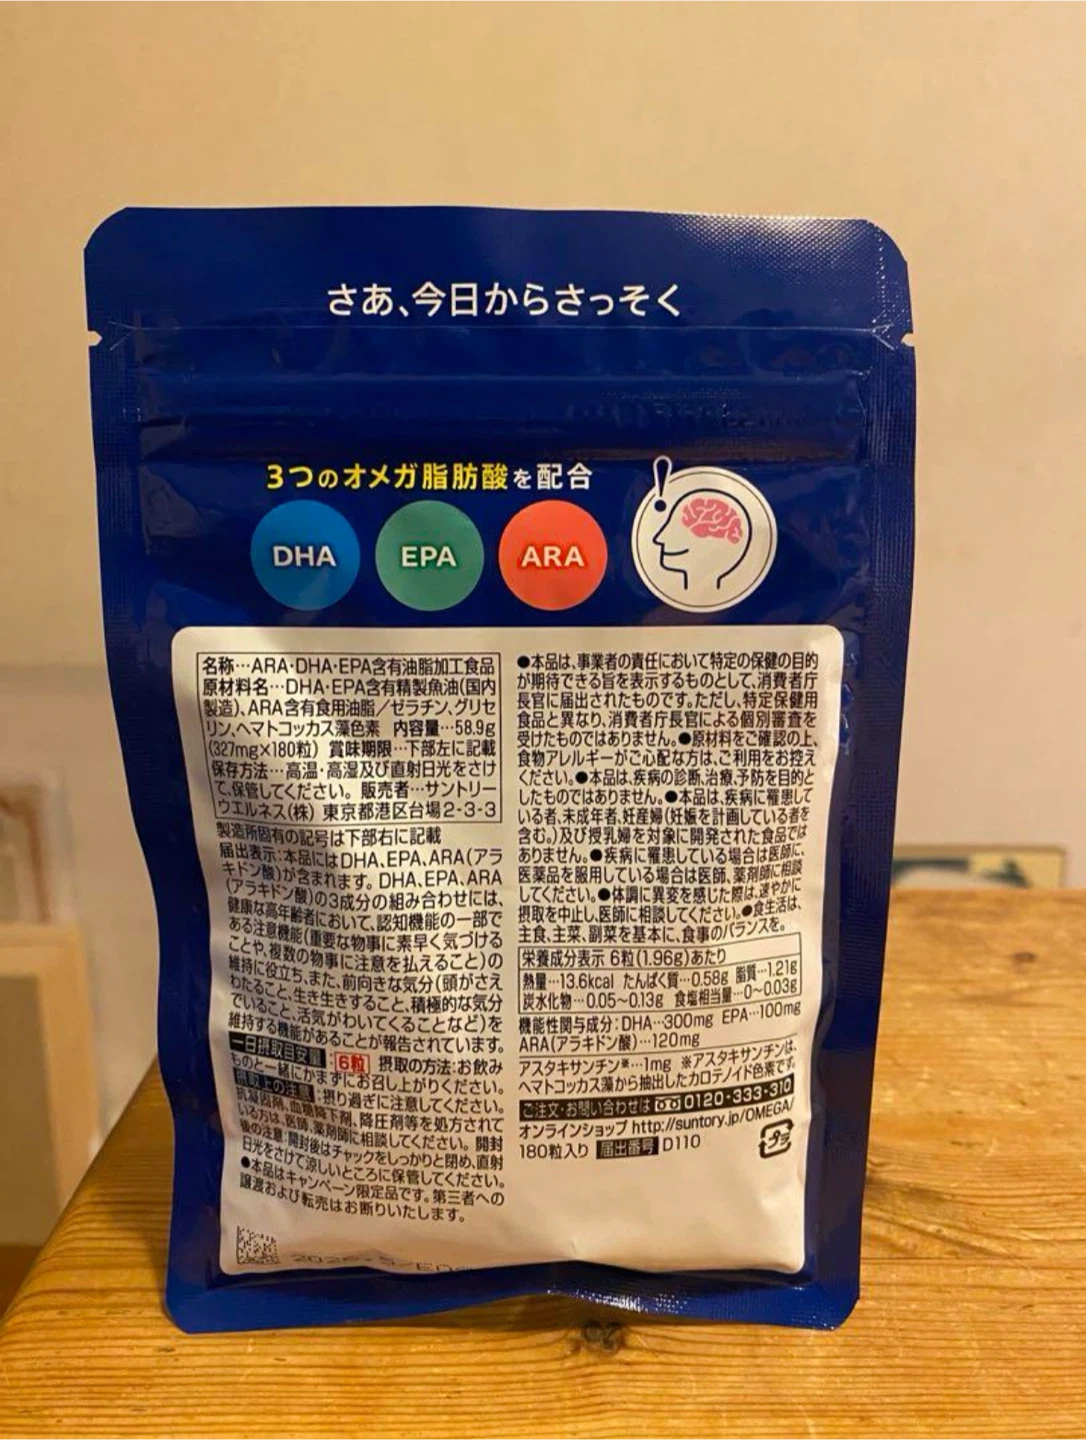 さあ、今日からさっそく
3つのオメガ脂肪酸を配合
DHA
EPA
ARA
名称…ARA・DHA・EPA含有油脂加工食品
原材料名…DHA・EPA含有精製魚油(国内
製造)、ARA含有食用油脂/ゼラチン、グリセ
リン、ヘマトコッカス藻色素 内容量…58.9g
(327mg×180粒) 賞味期限…下部左に記載
保存方法…高温・高湿及び直射日光をさけ
て、保管してください。 販売者…サントリー
ウエルネス(株) 東京都港区台場2-3-3
製造所固有の記号は下部右に記載
届出表示:本品にはDHA、EPA、ARA(アラ
キドン酸)が含まれます。DHA、EPA、ARA
(アラキドン酸)の3成分の組み合わせには、
健康な高年齢者において、認知機能の一部で
ある注意機能(重要な物事に素早く気づける
ことや、複数の物事に注意を払えること)の
維持に役立ち、また、前向きな気分(頭がさえ
わたること、生き生きすること、積極的な気分
でいること、活気がわいてくることなど)を
維持する機能があることが報告されています。
一日摂取目安量:6粒 摂取の方法:お飲み
ものと一緒にかまずにお召し上がりください。
摂取上の注意:摂り過ぎに注意してください。
抗凝固剤、血糖降下剤、降圧剤等を処方されて
いる方は、医師、薬剤師に相談してください。 開封
後の注意:開封後はチャックをしっかりと閉め、直射
日光をさけて涼しいところに保管してください。
●本品はキャンペーン限定品です。第三者への
譲渡および転売はお断りいたします。
●本品は、事業者の責任において特定の保健の目的
が期待できる旨を表示するものとして、消費者庁
長官に届出されたものです。ただし、特定保健用
食品と異なり、消費者庁長官による個別審査を
受けたものではありません。●原材料をご確認の上、
食物アレルギーがご心配な方は、ご利用をお控え
ください。●本品は、疾病の診断、治療、予防を目的と
したものではありません。●本品は、疾病に罹患して
いる者、未成年者、妊産婦(妊娠を計画している者を
含む。)及び授乳婦を対象に開発された食品では
ありません。●疾病に罹患している場合は医師に、
医薬品を服用している場合は医師、薬剤師に相談
してください。●体調に異変を感じた際は、速やかに
摂取を中止し、医師に相談してください。●食生活は、
主食、主菜、副菜を基本に、食事のバランスを。
栄養成分表示 6粒(1.96g)あたり
熱量…13.6kcal たんぱく質…0.58g 脂質…1.21g
炭水化物…0.05～0.13g 食塩相当量…0～0.03g
機能性関与成分:DHA…300mg EPA…100mg
ARA(アラキドン酸)…120mg
アスタキサンチン※…1mg ※アスタキサンチンは、
ヘマトコッカス藻から抽出したカロテノイド色素です。
ご注文・お問い合わせは 0120-333-310
オンラインショップ http://suntory.jp/OMEGA/
180粒入り 届出番号 D110
プラ